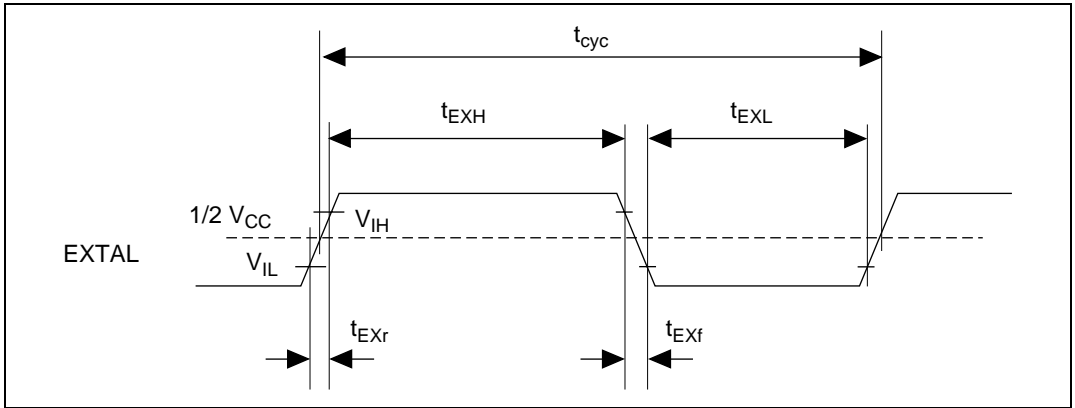 tcyc
tEXH
tEXL
1/2 VCC
VIH
EXTAL
VIL
tEXr
tEXf